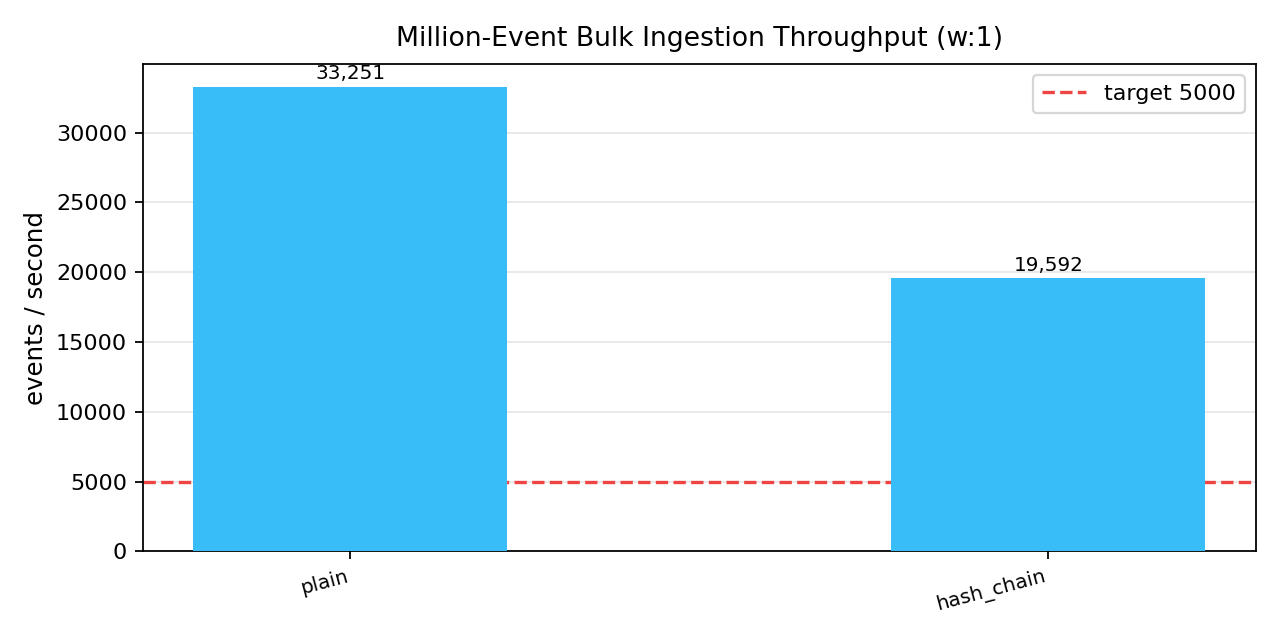 Million-Event Bulk Ingestion Throughput (w:1)
33,251
target 5000
30000
25000
19,592
20000
15000
10000
5000
0
events / second
plain
hash_chain